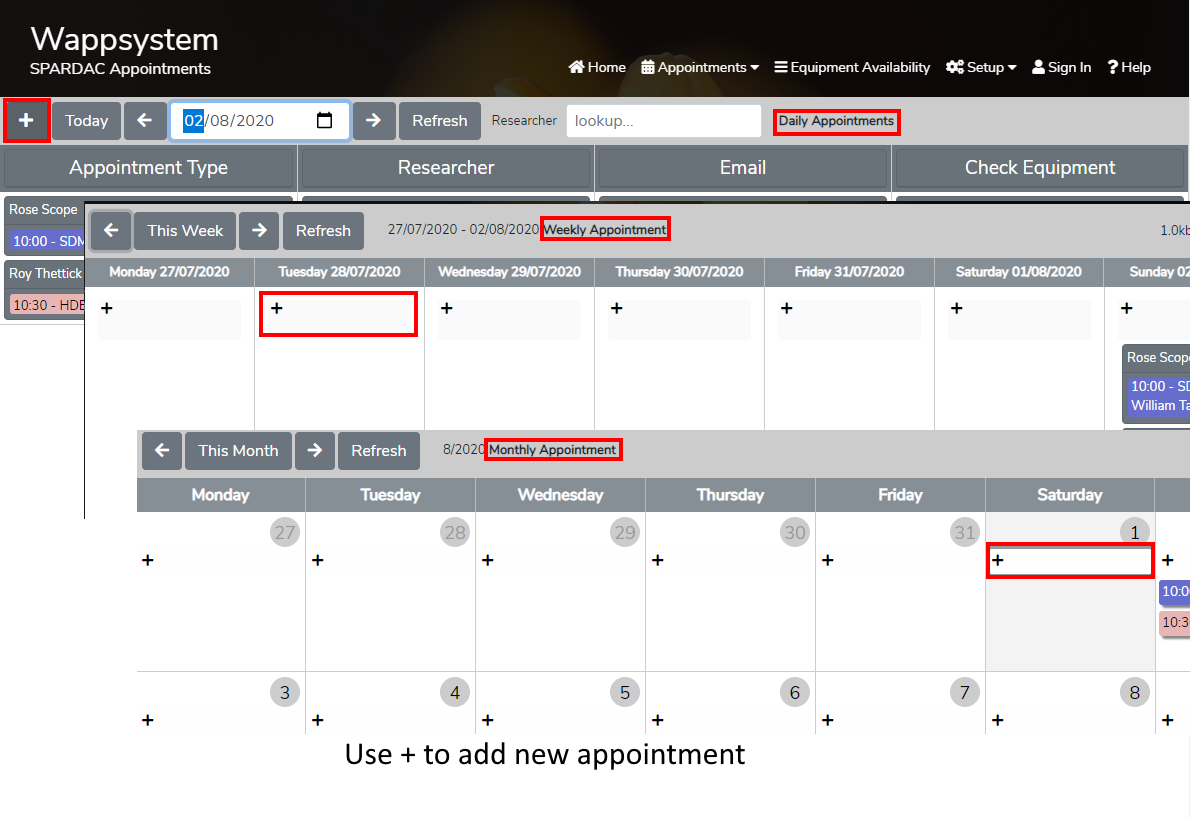 Wappsystem
SPARDAC Appointments
Home Appointments Equipment Availability Setup Sign In Help
+ Today 02/08/2020 Refresh Researcher lookup... Daily Appointments
Appointment Type Researcher Email Check Equipment
Rose Scope
10:00 - SDM
Roy Thettick
10:30 - HDE
This Week Refresh 27/07/2020 - 02/08/2020 Weekly Appointment 1.0kb
Monday 27/07/2020 Tuesday 28/07/2020 Wednesday 29/07/2020 Thursday 30/07/2020 Friday 31/07/2020 Saturday 01/08/2020 Sunday 02
+ + + + + + +
Rose Scope
10:00 - SD
William Ta
This Month Refresh 8/2020 Monthly Appointment
Monday Tuesday Wednesday Thursday Friday Saturday
27 28 29 30 31 1
+ + + + + + +
10:0
10:3
3 4 5 6 7 8
+ + + + + + +
Use + to add new appointment